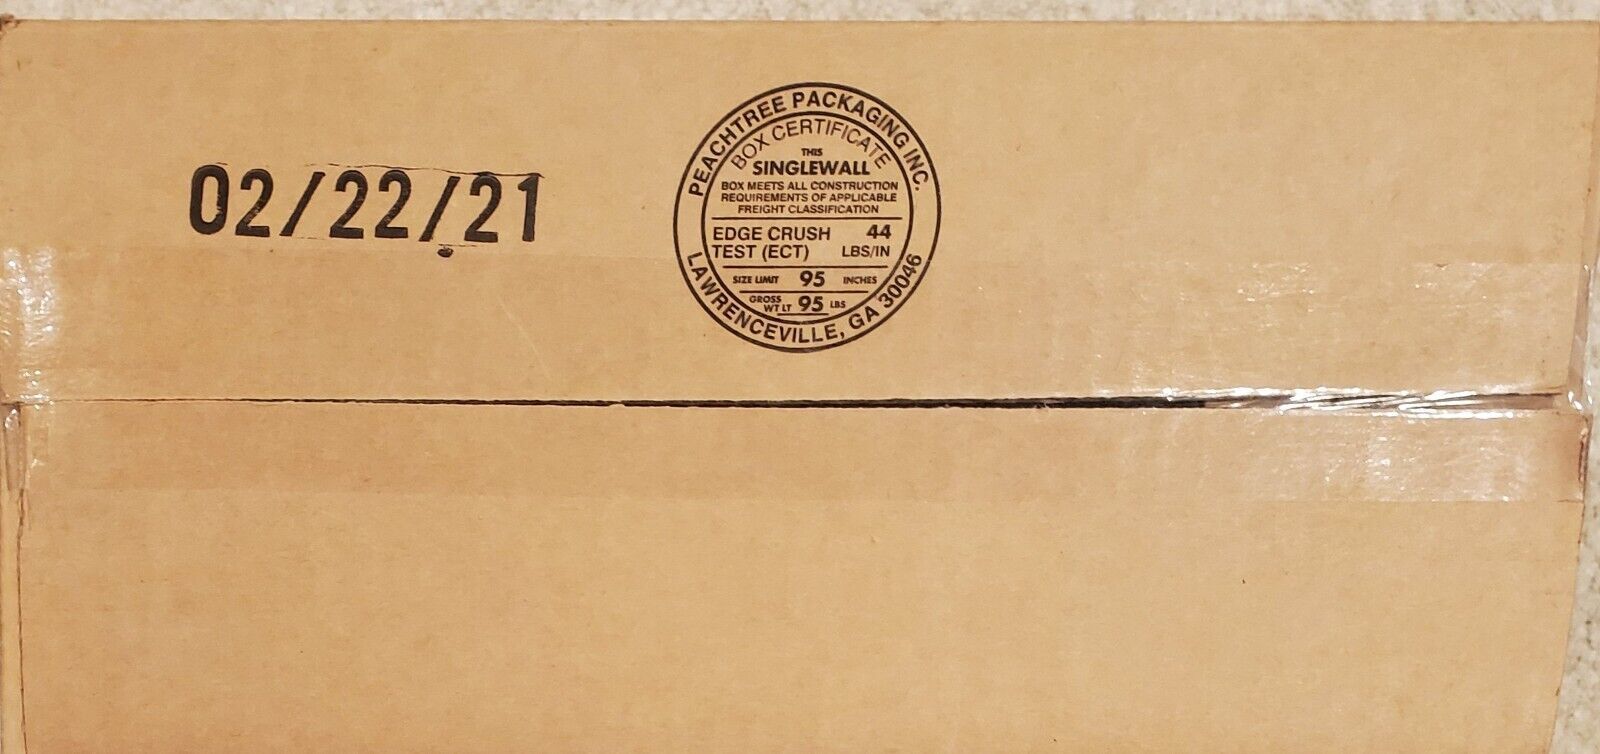 02/22/21
PEACHTREE PACKAGING INC.
BOX CERTIFICATE
THIS
SINGLEWALL
BOX MEETS ALL CONSTRUCTION
REQUIREMENTS OF APPLICABLE
FREIGHT CLASSIFICATION
EDGE CRUSH 44
TEST (ECT) LBS/IN
SIZE LIMIT 95 INCHES
GROSS
WT LT 95 LBS
LAWRENCEVILLE, GA 30046